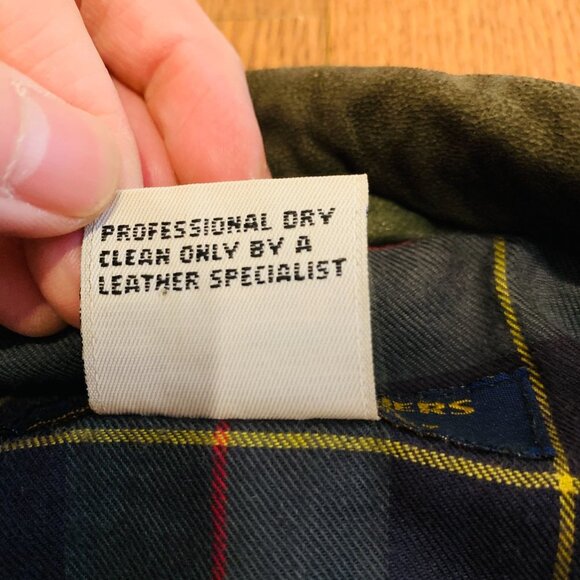 PROFESSIONAL DRY
CLEAN ONLY BY A
LEATHER SPECIALIST